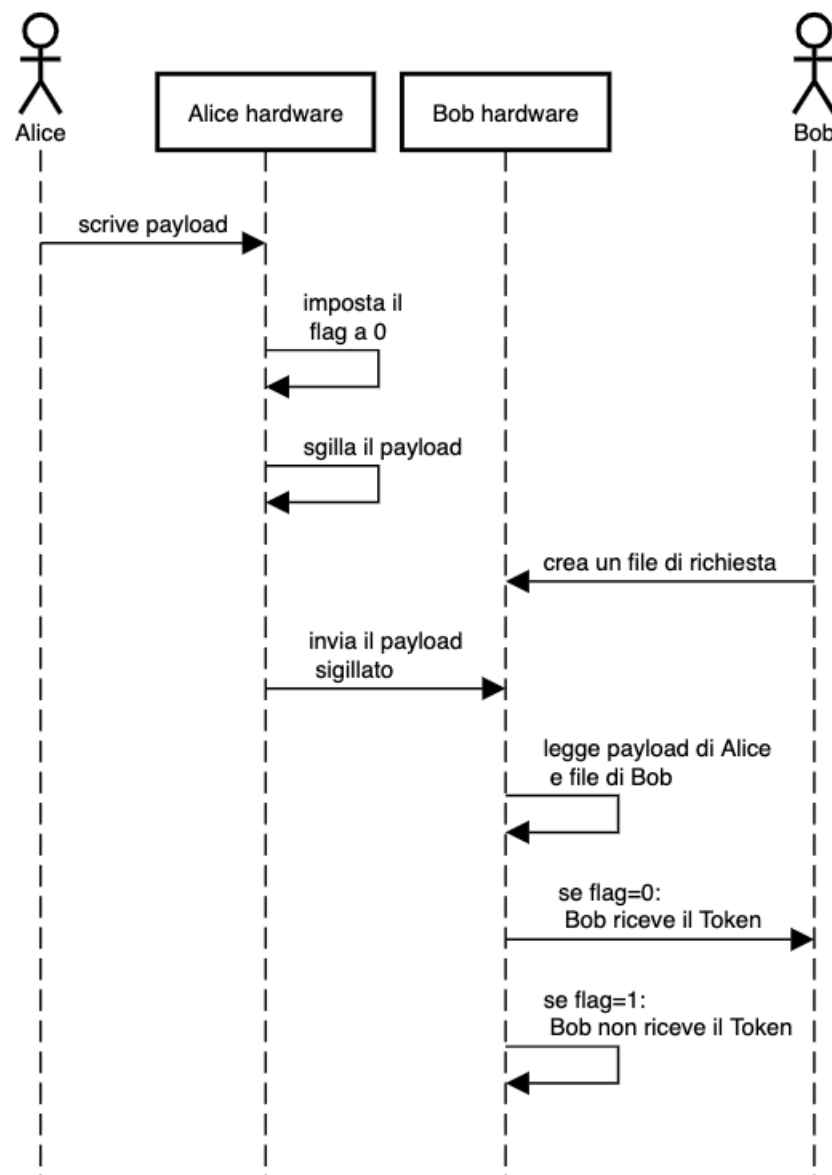 Alice
Alice hardware
Bob hardware
Bob
scrive payload
imposta il
flag a 0
sgilla il payload
crea un file di richiesta
invia il payload
sigillato
legge payload di Alice
e file di Bob
se flag=0:
Bob riceve il Token
se flag=1:
Bob non riceve il Token